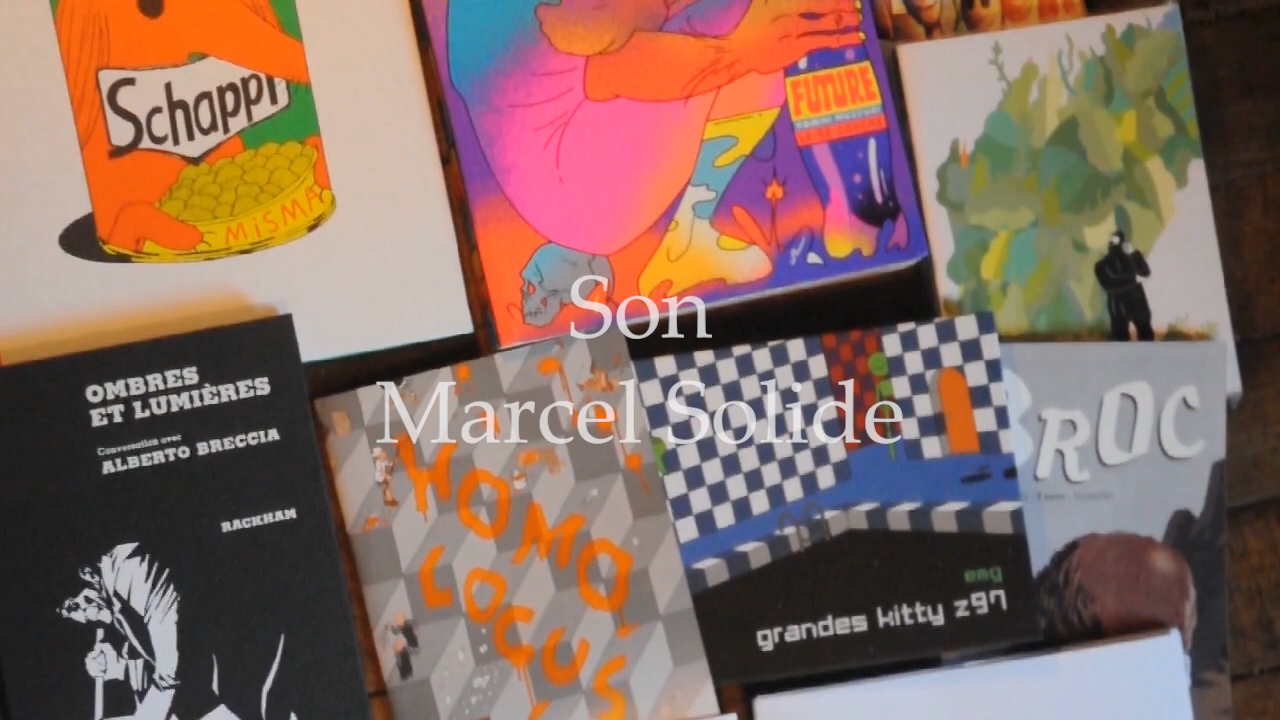 Schappi
MiSMA
FUTURE
Son
Marcel Solide
OMBRES
ET LUMIÈRES
Conversation avec
ALBERTO BRECCIA
RACKHAM
HOMO
LOCUS
emg
grandes kitty z97
BROC